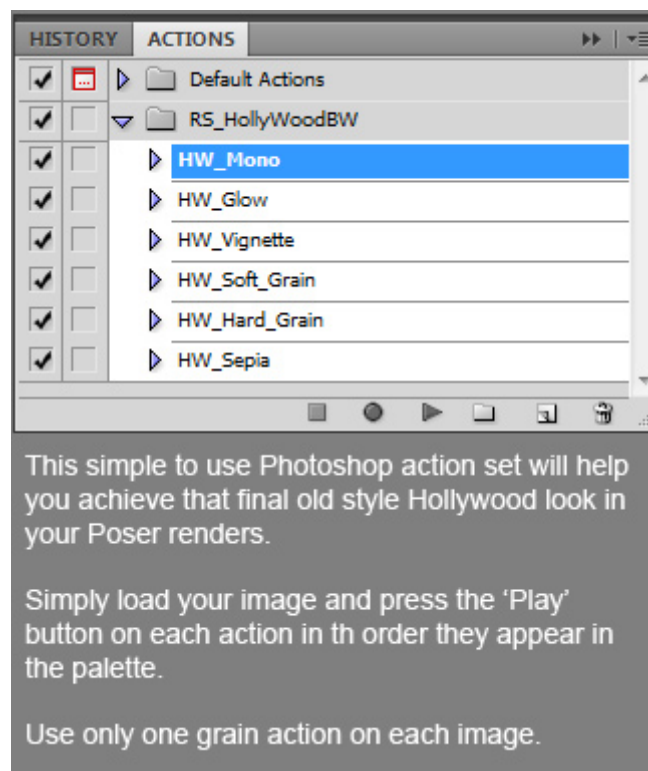 HISTORY ACTIONS
Default Actions
RS_HollyWoodBW
HW_Mono
HW_Glow
HW_Vignette
HW_Soft_Grain
HW_Hard_Grain
HW_Sepia
This simple to use Photoshop action set will help
you achieve that final old style Hollywood look in
your Poser renders.
Simply load your image and press the ‘Play’
button on each action in th order they appear in
the palette.
Use only one grain action on each image.